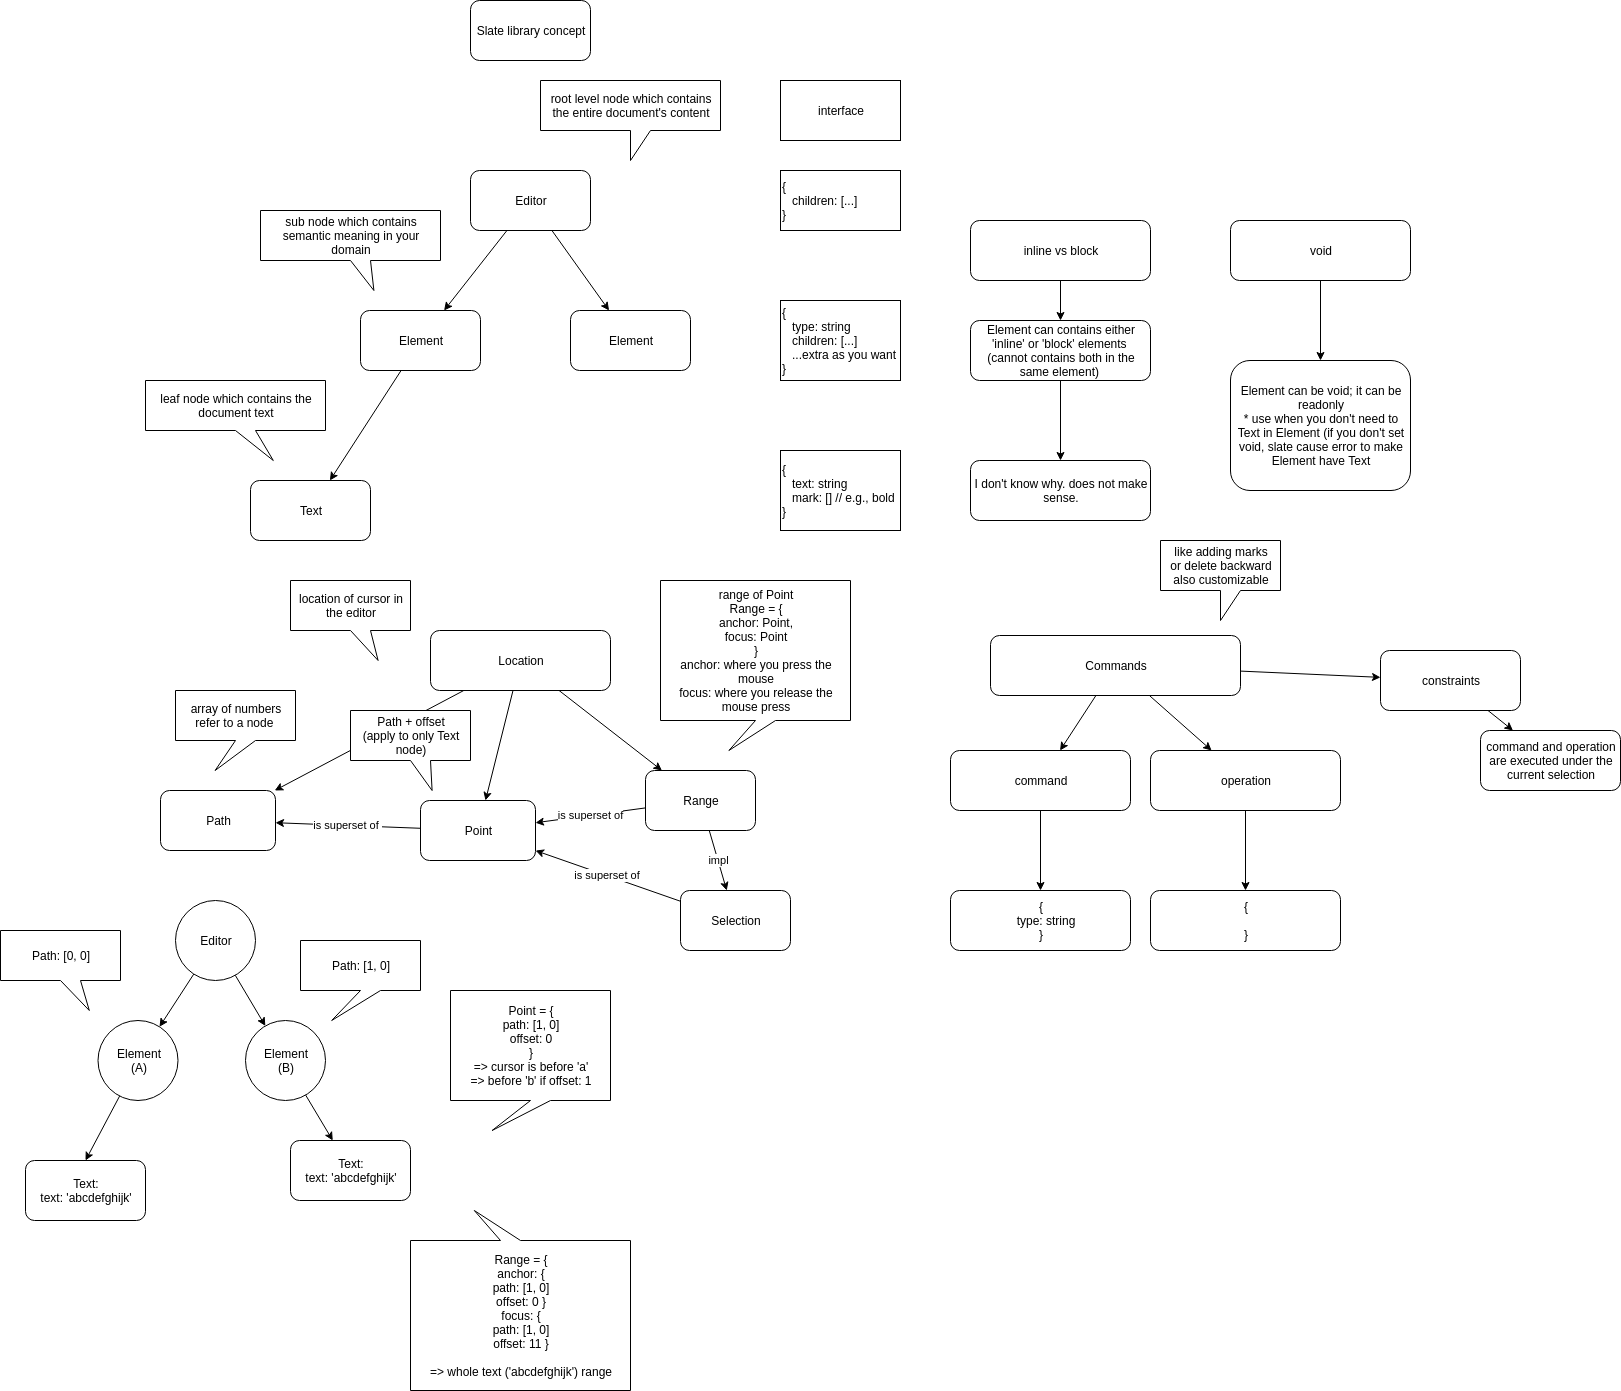 Slate library concept
root level node which contains
the entire document's content
interface
Editor
{
children: [...]
}
sub node which contains
semantic meaning in your
domain
inline vs block
void
Element
Element
{
type: string
children: [...]
...extra as you want
}
Element can contains either
'inline' or 'block' elements
(cannot contains both in the
same element)
Element can be void; it can be
readonly
* use when you don't need to
Text in Element (if you don't set
void, slate cause error to make
Element have Text
leaf node which contains the
document text
{
text: string
mark: [] // e.g., bold
}
I don't know why. does not make
sense.
Text
like adding marks
or delete backward
also customizable
location of cursor in
the editor
Location
range of Point
Range = {
anchor: Point,
focus: Point
}
anchor: where you press the
mouse
focus: where you release the
mouse press
Commands
constraints
array of numbers
refer to a node
Path + offset
(apply to only Text
node)
command and operation
are executed under the
current selection
command
operation
Path
is superset of
Point
is superset of
Range
impl
is superset of
Selection
{
type: string
}
{
}
Editor
Path: [0, 0]
Path: [1, 0]
Element
(A)
Element
(B)
Point = {
path: [1, 0]
offset: 0
}
=> cursor is before 'a'
=> before 'b' if offset: 1
Text:
text: 'abcdefghijk'
Text:
text: 'abcdefghijk'
Range = {
anchor: {
path: [1, 0]
offset: 0 }
focus: {
path: [1, 0]
offset: 11 }
=> whole text ('abcdefghijk') range